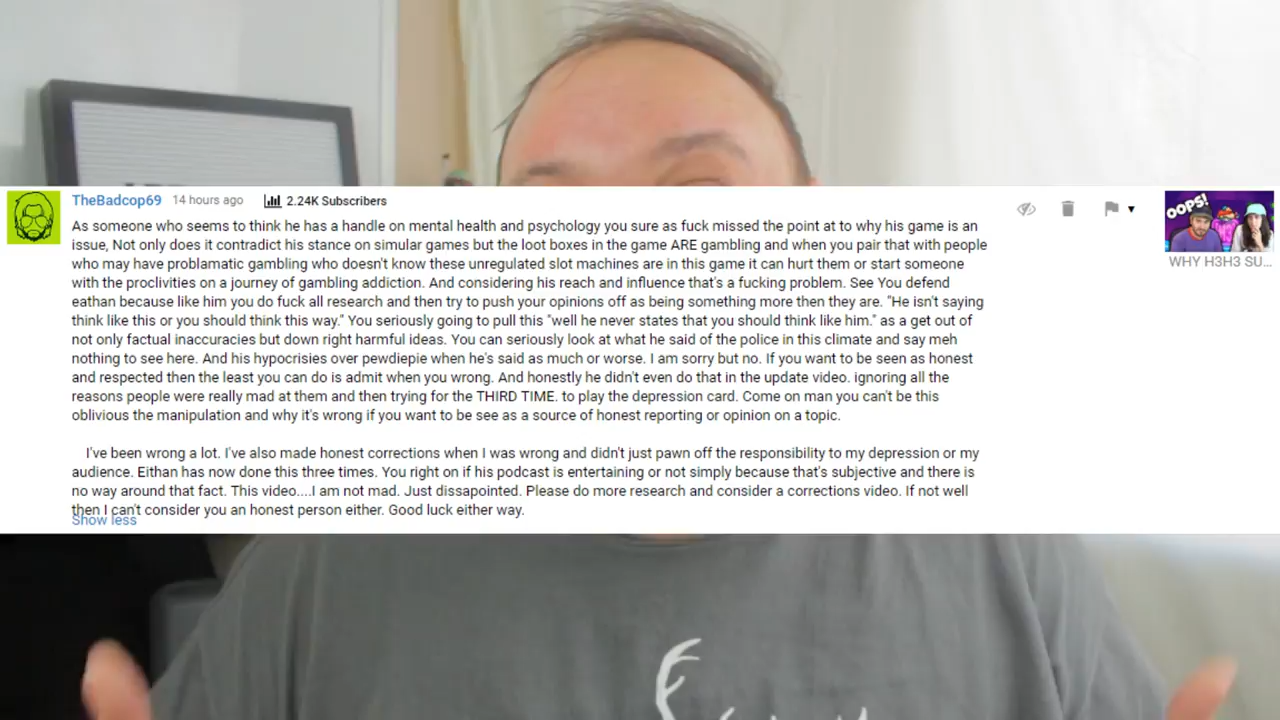 TheBadcop69 14 hours ago 2.24K Subscribers
As someone who seems to think he has a handle on mental health and psychology you sure as fuck missed the point at to why his game is an
issue, Not only does it contradict his stance on simular games but the loot boxes in the game ARE gambling and when you pair that with people
who may have problamatic gambling who doesn't know these unregulated slot machines are in this game it can hurt them or start someone
with the proclivities on a journey of gambling addiction. And considering his reach and influence that's a fucking problem. See You defend
eathan because like him you do fuck all research and then try to push your opinions off as being something more then they are. "He isn't saying
think like this or you should think this way." You seriously going to pull this "well he never states that you should think like him." as a get out of
not only factual inaccuracies but down right harmful ideas. You can seriously look at what he said of the police in this climate and say meh
nothing to see here. And his hypocrisies over pewdiepie when he's said as much or worse. I am sorry but no. If you want to be seen as honest
and respected then the least you can do is admit when you wrong. And honestly he didn't even do that in the update video. ignoring all the
reasons people were really mad at them and then trying for the THIRD TIME. to play the depression card. Come on man you can't be this
oblivious the manipulation and why it's wrong if you want to be see as a source of honest reporting or opinion on a topic.
I've been wrong a lot. I've also made honest corrections when I was wrong and didn't just pawn off the responsibility to my depression or my
audience. Eithan has now done this three times. You right on if his podcast is entertaining or not simply because that's subjective and there is
no way around that fact. This video....I am not mad. Just dissapointed. Please do more research and consider a corrections video. If not well
then I can't consider you an honest person either. Good luck either way.
Show less
OOPS!
WHY H3H3 SU...